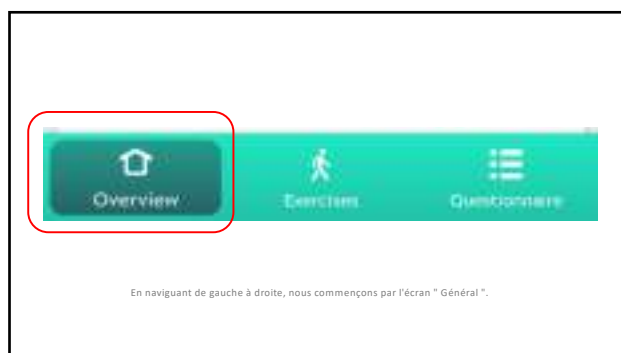 Overview
Exercises
Questionnaire
En naviguant de gauche à droite, nous commençons par l'écran " Général ".